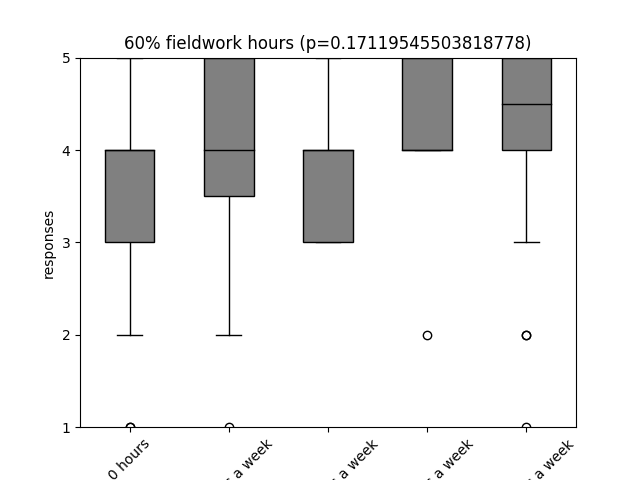 60% fieldwork hours (p=0.17119545503818778)
5
4
3
2
1
responses
0 hours
a week
a week
a week
a week